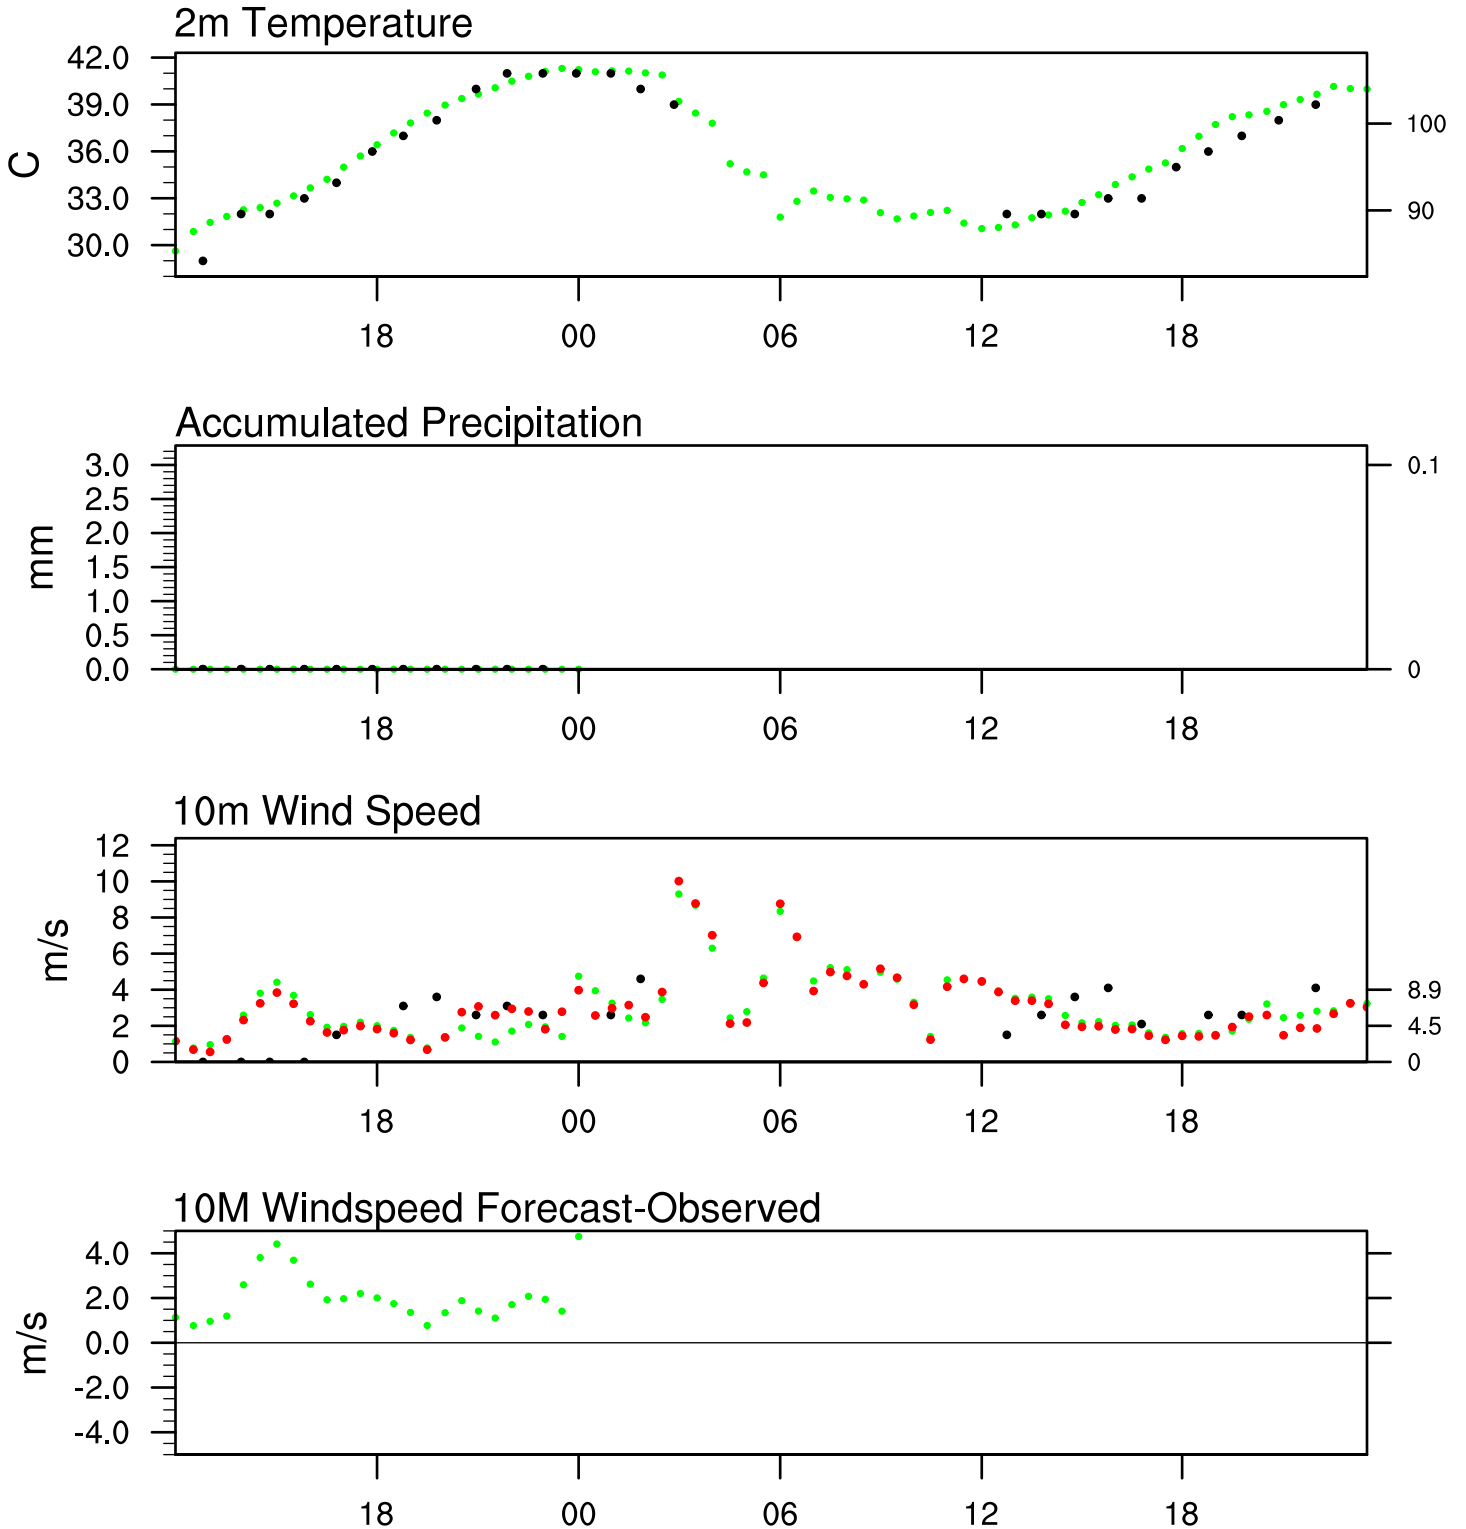 2m Temperature
42.0
39.0
36.0
33.0
30.0
C
100
90
18 00 06 12 18
Accumulated Precipitation
3.0
2.5
2.0
1.5
1.0
0.5
0.0
mm
0.1
0
18 00 06 12 18
10m Wind Speed
12
10
8
6
4
2
0
m/s
8.9
4.5
0
18 00 06 12 18
10M Windspeed Forecast-Observed
4.0
2.0
0.0
-2.0
-4.0
m/s
18 00 06 12 18